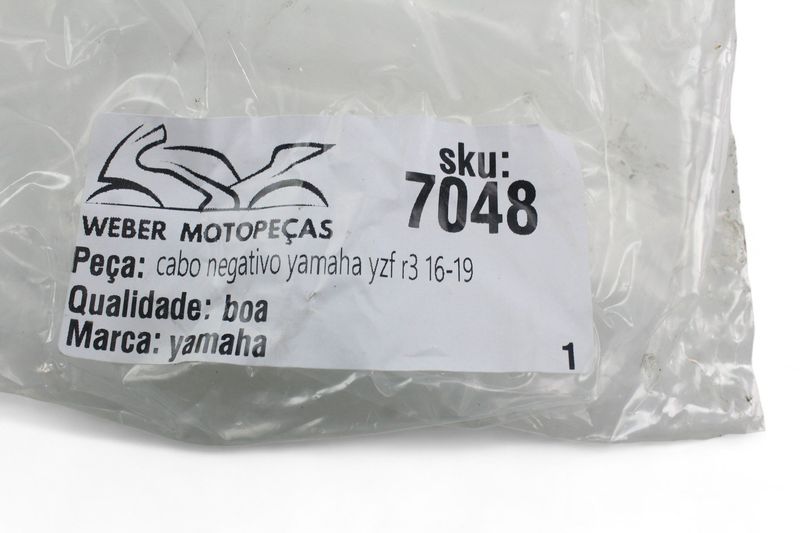 WEBER MOTOPEÇAS
sku:
7048
Peça: cabo negativo yamaha yzf r3 16-19
Qualidade: boa
Marca: yamaha
1